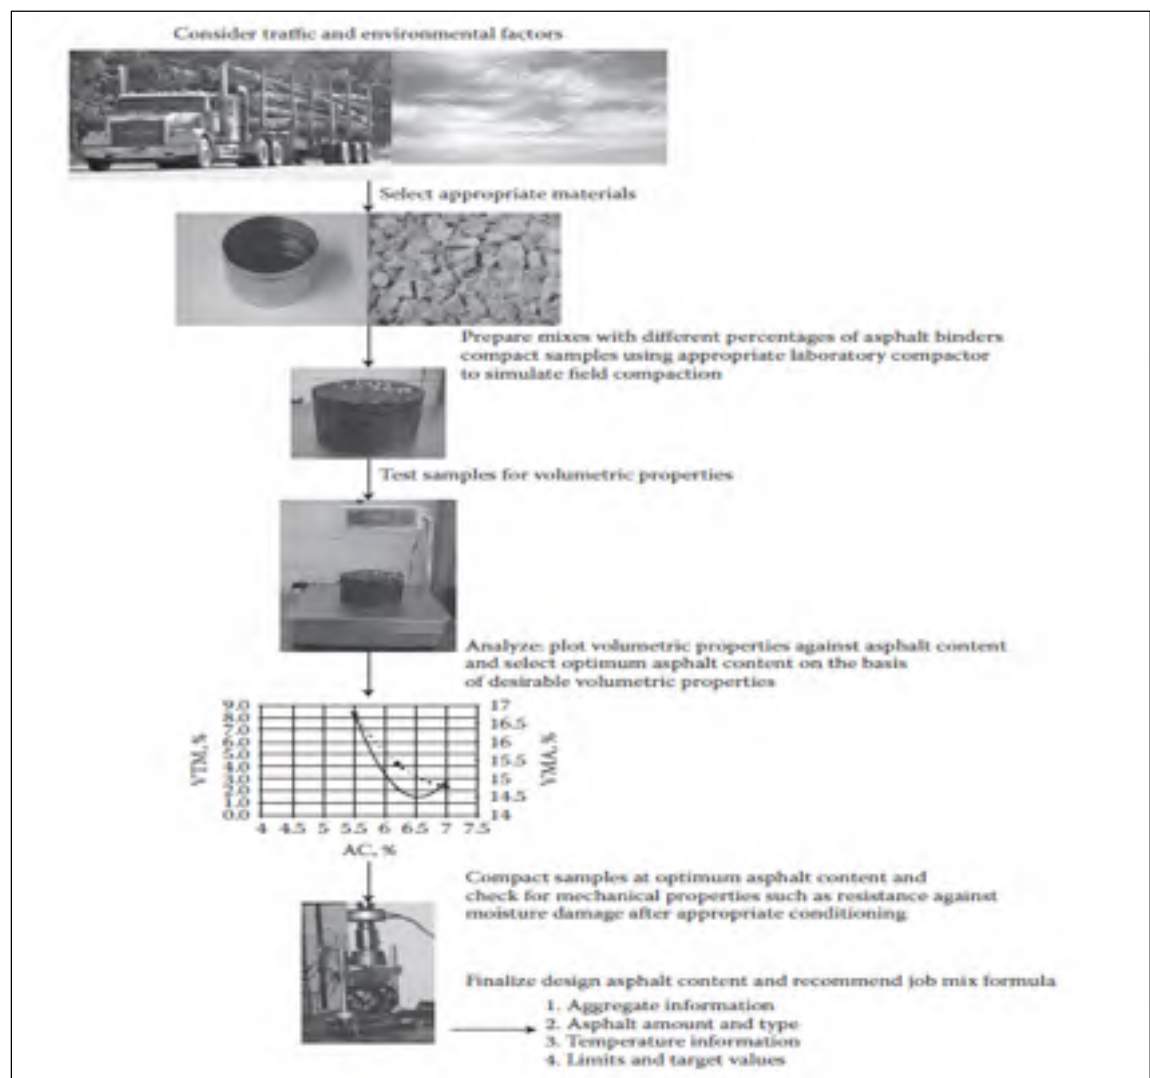 Consider traffic and environmental factors
Select appropriate materials
Prepare mixes with different percentages of asphalt binders
compact samples using appropriate laboratory compactor
to simulate field compaction
Test samples for volumetric properties
Analyze: plot volumetric properties against asphalt content
and select optimum asphalt content on the basis
of desirable volumetric properties
9.0
8.0
7.0
6.0
5.0
4.0
3.0
2.0
1.0
0.0
VTM, %
17
16.5
16
15.5
15
14.5
14
VMA, %
4 4.5 5 5.5 6 6.5 7 7.5
AC, %
Compact samples at optimum asphalt content and
check for mechanical properties such as resistance against
moisture damage after appropriate conditioning
Finalize design asphalt content and recommend job mix formula
1. Aggregate information
2. Asphalt amount and type
3. Temperature information
4. Limits and target values